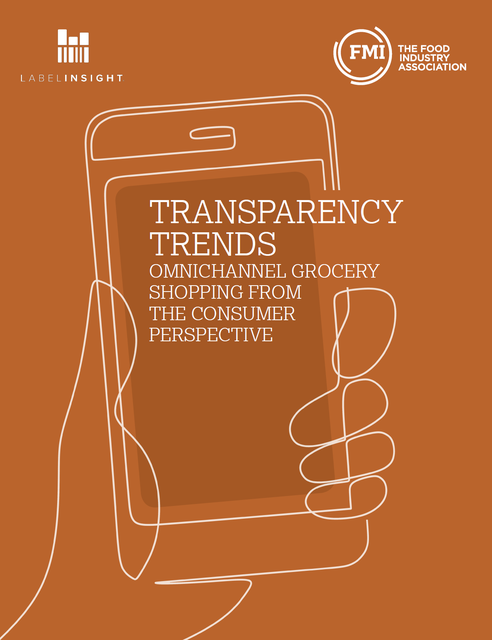 LABELINSIGHT
FMI
THE FOOD
INDUSTRY
ASSOCIATION
TRANSPARENCY
TRENDS
OMNICHANNEL GROCERY
SHOPPING FROM
THE CONSUMER
PERSPECTIVE